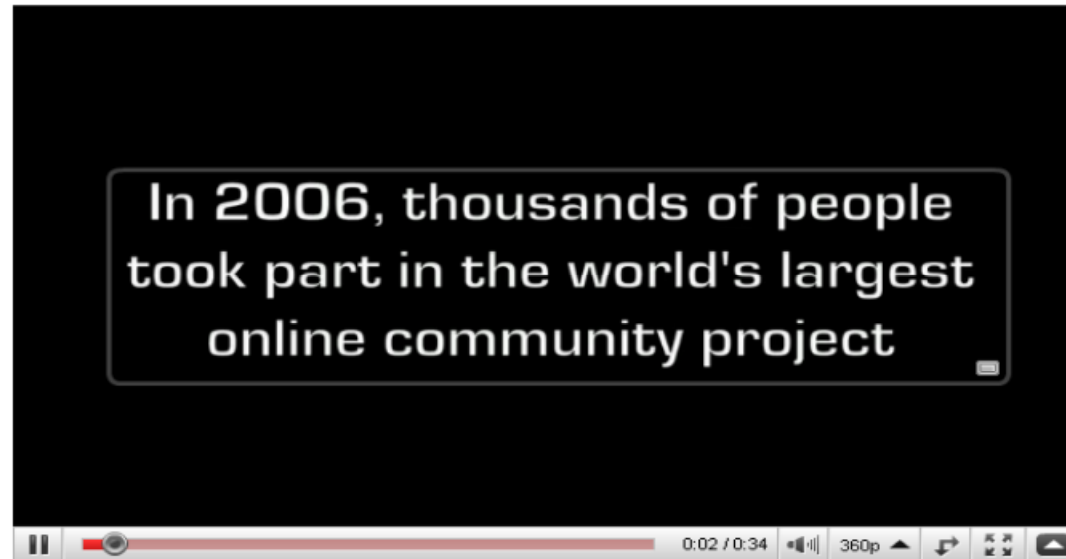 In 2006, thousands of people
took part in the world's largest
online community project
0:02 / 0:34
360p